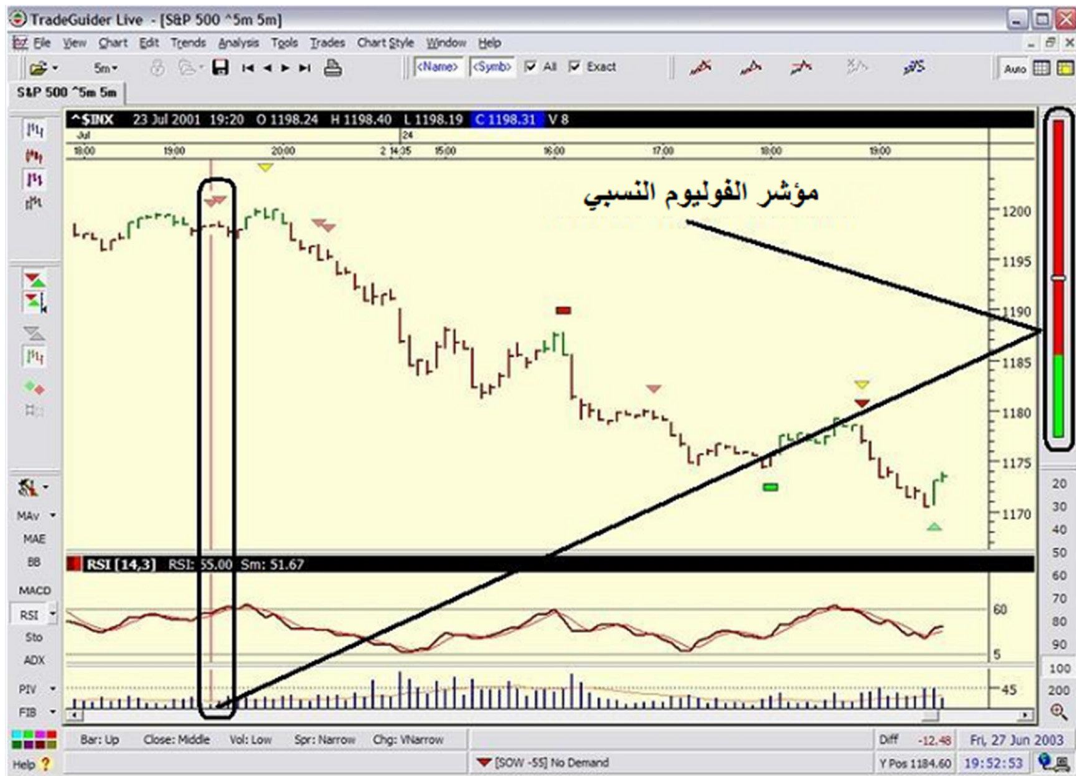 TradeGuider Live - [S&P 500 ^5m 5m]
File View Chart Edit Trends Analysis Tools Trades Chart Style Window Help
5m <Name> <Symb> All Exact Auto
S&P 500 ^5m 5m
^$INX 23 Jul 2001 19:20 O 1198.24 H 1198.40 L 1198.19 C 1198.31 V 8
Jul 24
18:00 19:00 20:00 2 14:35 15:00 16:00 17:00 18:00 19:00
مؤشر الفوليوم النسبي
1200
1195
1190
1185
1180
1175
1170
RSI [14,3] RSI: 55.00 Sm: 51.67
60
5
45
MAv
MAE
BB
MACD
RSI
Sto
ADX
PIV
FIB
20
30
40
50
60
70
80
90
100
200
Bar: Up Close: Middle Vol: Low Spr: Narrow Chg: VNarrow Diff -12.48 Fri, 27 Jun 2003
Help ? [SOW -55] No Demand Y Pos 1184.60 19:52:53